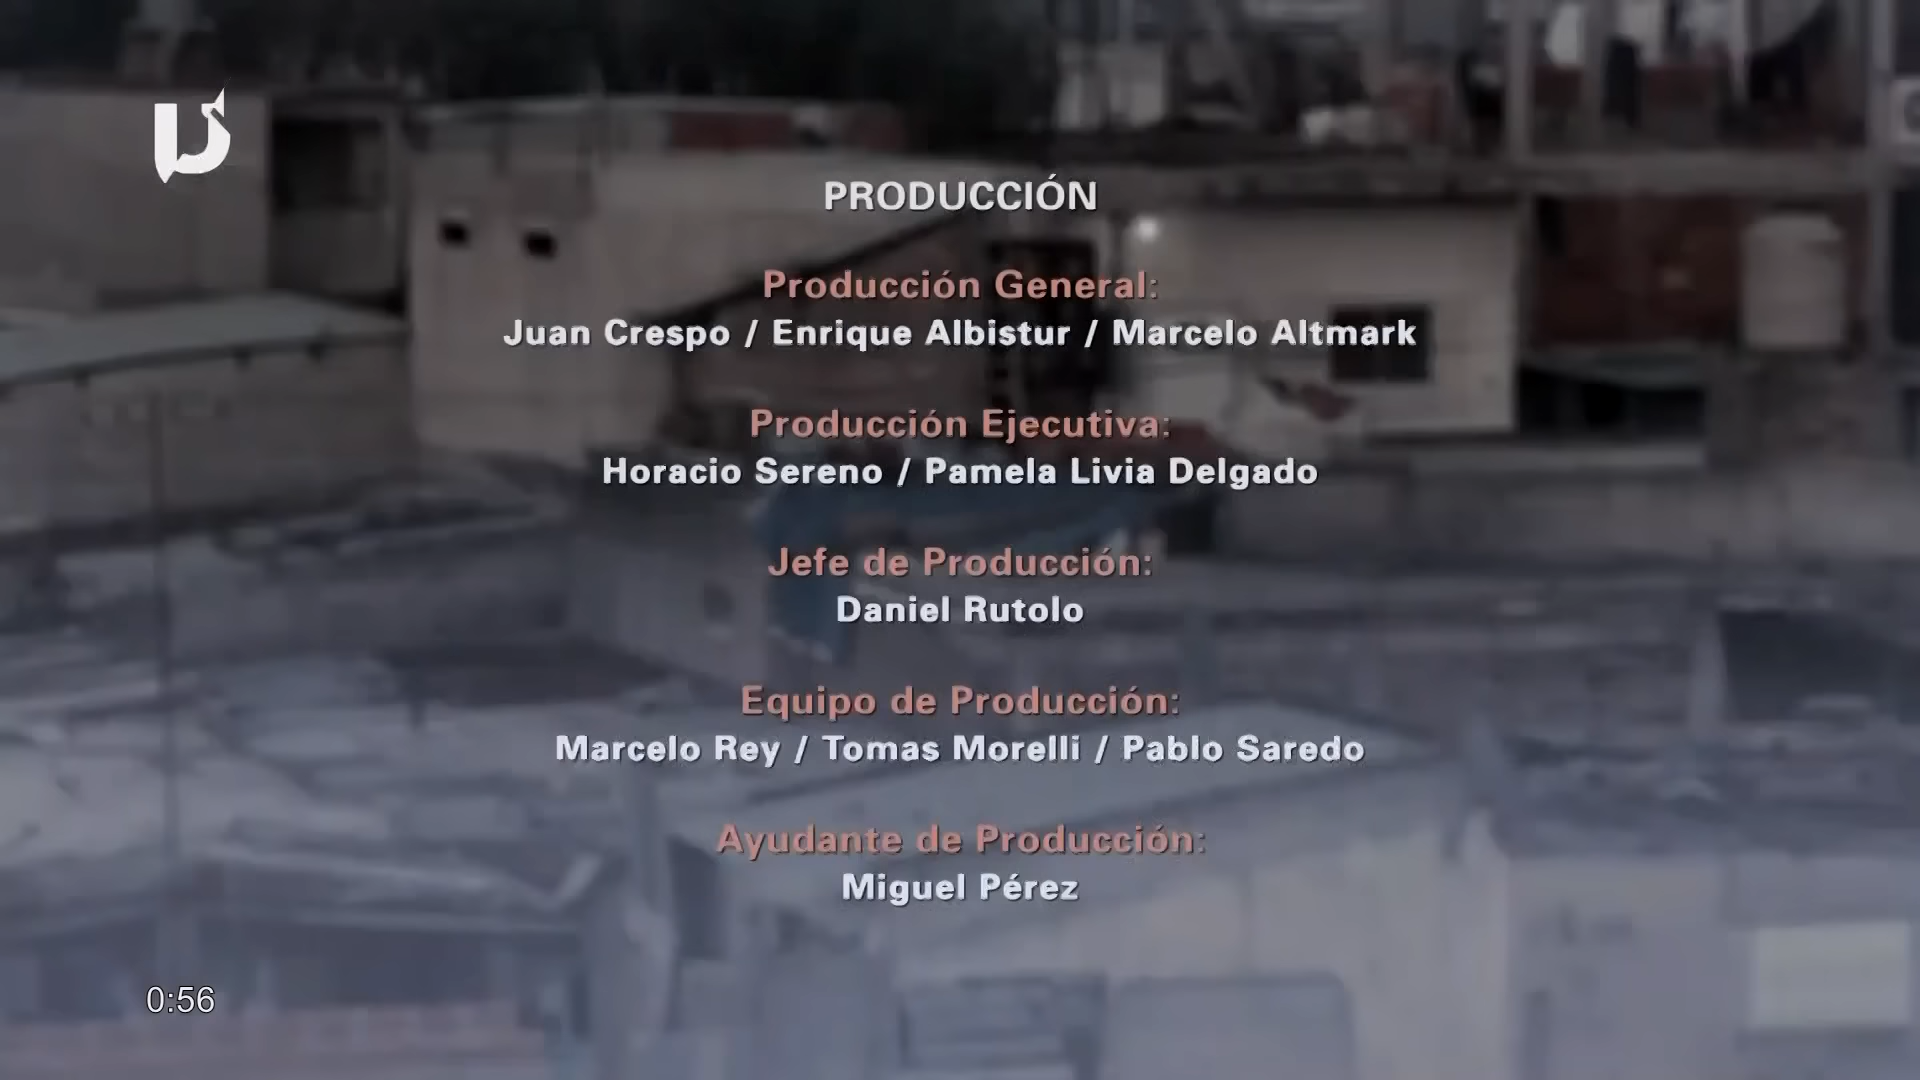 PRODUCCIÓN
Producción General:
Juan Crespo / Enrique Albistur / Marcelo Altmark
Producción Ejecutiva:
Horacio Sereno / Pamela Livia Delgado
Jefe de Producción:
Daniel Rutolo
Equipo de Producción:
Marcelo Rey / Tomas Morelli / Pablo Saredo
Ayudante de Producción:
Miguel Pérez
0:56